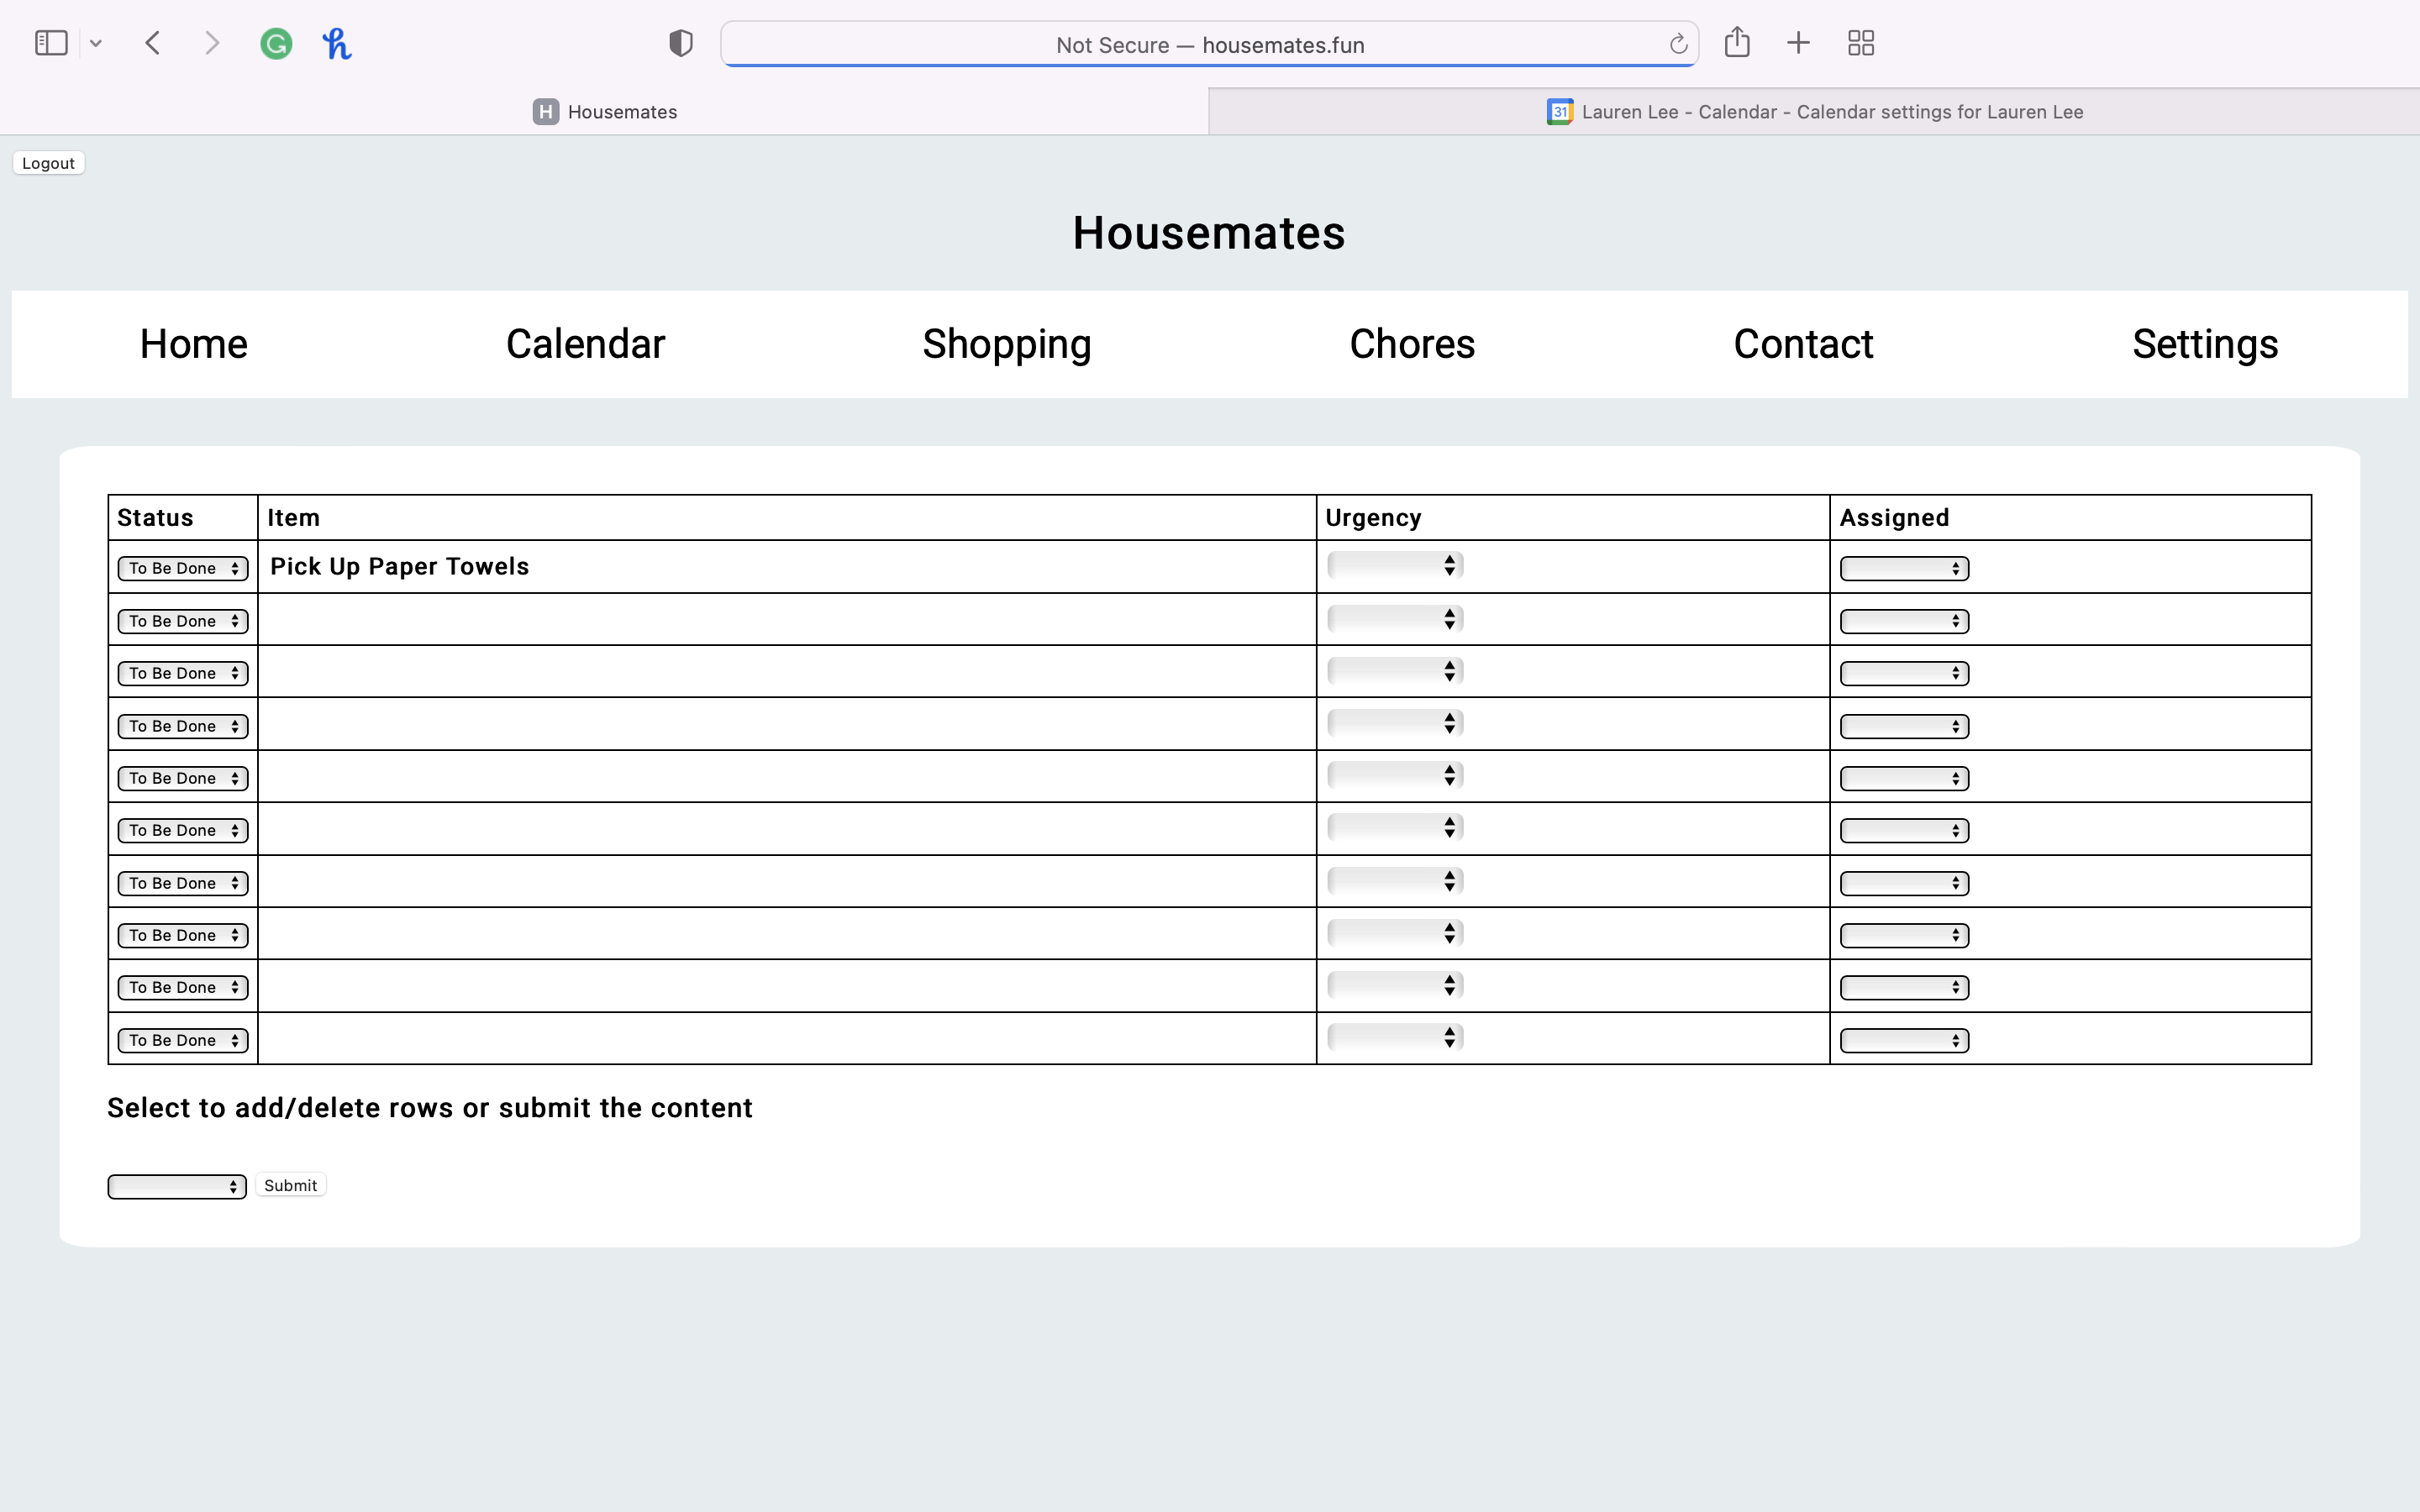 Not Secure — housemates.fun
H Housemates
31 Lauren Lee - Calendar - Calendar settings for Lauren Lee
Logout
Housemates
Home Calendar Shopping Chores Contact Settings
Status Item Urgency Assigned
To Be Done Pick Up Paper Towels
To Be Done
To Be Done
To Be Done
To Be Done
To Be Done
To Be Done
To Be Done
To Be Done
To Be Done
Select to add/delete rows or submit the content
Submit